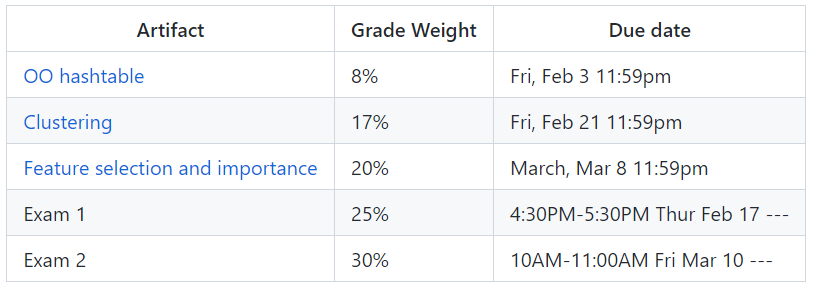 Artifact Grade Weight Due date
OO hashtable 8% Fri, Feb 3 11:59pm
Clustering 17% Fri, Feb 21 11:59pm
Feature selection and importance 20% March, Mar 8 11:59pm
Exam 1 25% 4:30PM-5:30PM Thur Feb 17 ---
Exam 2 30% 10AM-11:00AM Fri Mar 10 ---